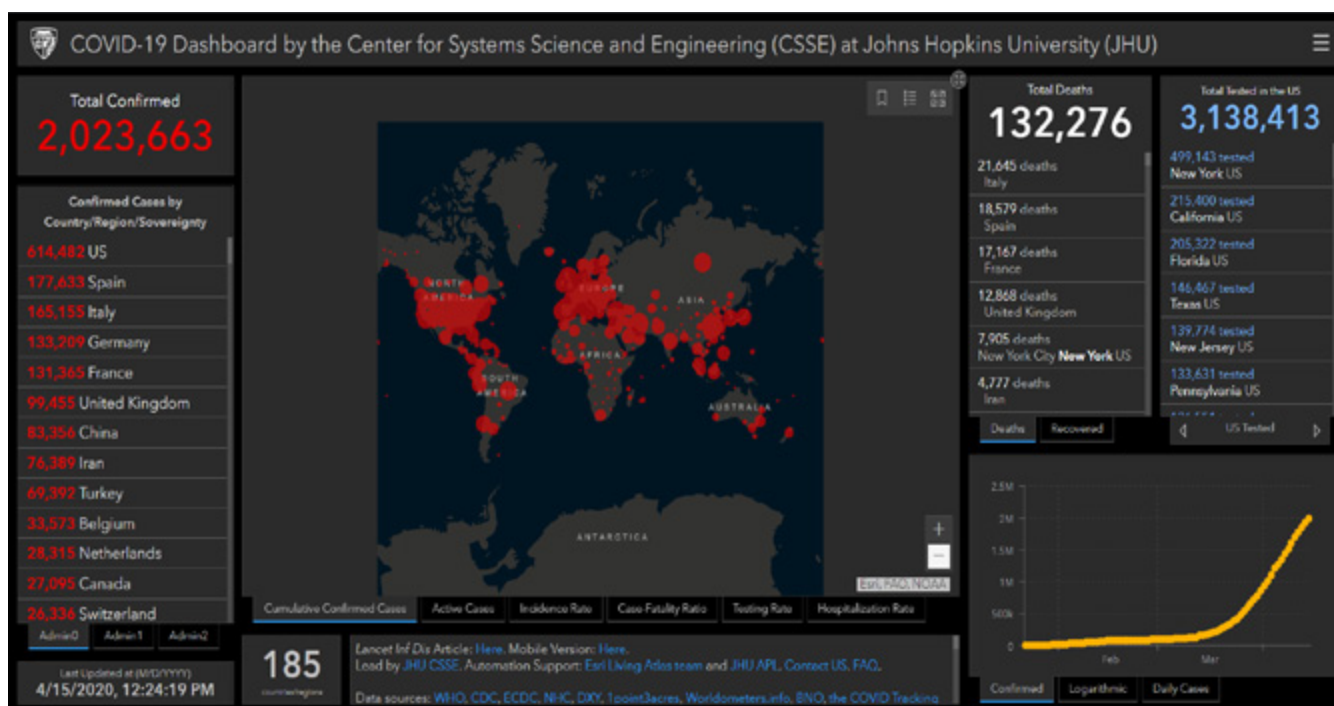 COVID-19 Dashboard by the Center for Systems Science and Engineering (CSSE) at Johns Hopkins University (JHU)
Total Confirmed
2,023,663
Confirmed Cases by
Country/Region/Sovereignty
614,482 US
177,633 Spain
165,155 Italy
133,209 Germany
131,365 France
99,455 United Kingdom
83,356 China
76,389 Iran
69,392 Turkey
33,573 Belgium
28,315 Netherlands
27,095 Canada
26,336 Switzerland
Admin0 Admin1 Admin2
Last Updated at (M/D/YYYY)
4/15/2020, 12:24:19 PM
NORTH
AMERICA
EUROPE
ASIA
AFRICA
SOUTH
AMERICA
AUSTRALIA
ANTARCTICA
+
−
Esri, FAO, NOAA
Cumulative Confirmed Cases Active Cases Incidence Rate Case-Fatality Ratio Testing Rate Hospitalization Rate
185
countries/regions
Lancet Inf Dis Article: Here. Mobile Version: Here.
Lead by JHU CSSE. Automation Support: Esri Living Atlas team and JHU APL. Contact US. FAQ.
Data sources: WHO, CDC, ECDC, NHC, DXY, 1point3acres, Worldometers.info, BNO, the COVID Tracking
Total Deaths
132,276
21,645 deaths
Italy
18,579 deaths
Spain
17,167 deaths
France
12,868 deaths
United Kingdom
7,905 deaths
New York City New York US
4,777 deaths
Iran
Deaths Recovered
Total Tested in the US
3,138,413
499,143 tested
New York US
215,400 tested
California US
205,322 tested
Florida US
146,467 tested
Texas US
139,774 tested
New Jersey US
133,631 tested
Pennsylvania US
US Tested
2.5M
2M
1.5M
1M
500k
0
Feb Mar
Confirmed Logarithmic Daily Cases